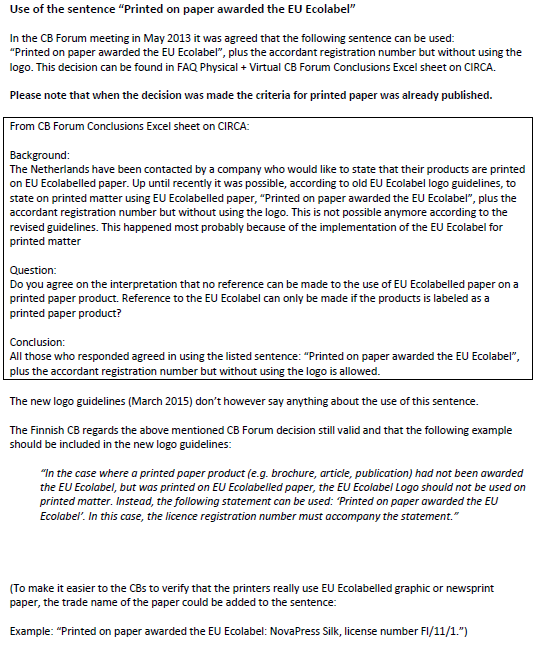 Use of the sentence “Printed on paper awarded the EU Ecolabel”
In the CB Forum meeting in May 2013 it was agreed that the following sentence can be used:
“Printed on paper awarded the EU Ecolabel”, plus the accordant registration number but without using the
logo. This decision can be found in FAQ Physical + Virtual CB Forum Conclusions Excel sheet on CIRCA.
Please note that when the decision was made the criteria for printed paper was already published.
From CB Forum Conclusions Excel sheet on CIRCA:
Background:
The Netherlands have been contacted by a company who would like to state that their products are printed
on EU Ecolabelled paper. Up until recently it was possible, according to old EU Ecolabel logo guidelines, to
state on printed matter using EU Ecolabelled paper, “Printed on paper awarded the EU Ecolabel”, plus the
accordant registration number but without using the logo. This is not possible anymore according to the
revised guidelines. This happened most probably because of the implementation of the EU Ecolabel for
printed matter
Question:
Do you agree on the interpretation that no reference can be made to the use of EU Ecolabelled paper on a
printed paper product. Reference to the EU Ecolabel can only be made if the products is labeled as a
printed paper product?
Conclusion:
All those who responded agreed in using the listed sentence: “Printed on paper awarded the EU Ecolabel”,
plus the accordant registration number but without using the logo is allowed.
The new logo guidelines (March 2015) don’t however say anything about the use of this sentence.
The Finnish CB regards the above mentioned CB Forum decision still valid and that the following example
should be included in the new logo guidelines:
“In the case where a printed paper product (e.g. brochure, article, publication) had not been awarded
the EU Ecolabel, but was printed on EU Ecolabelled paper, the EU Ecolabel Logo should not be used on
printed matter. Instead, the following statement can be used: ‘Printed on paper awarded the EU
Ecolabel’. In this case, the licence registration number must accompany the statement.”
(To make it easier to the CBs to verify that the printers really use EU Ecolabelled graphic or newsprint
paper, the trade name of the paper could be added to the sentence:
Example: “Printed on paper awarded the EU Ecolabel: NovaPress Silk, license number FI/11/1.”)